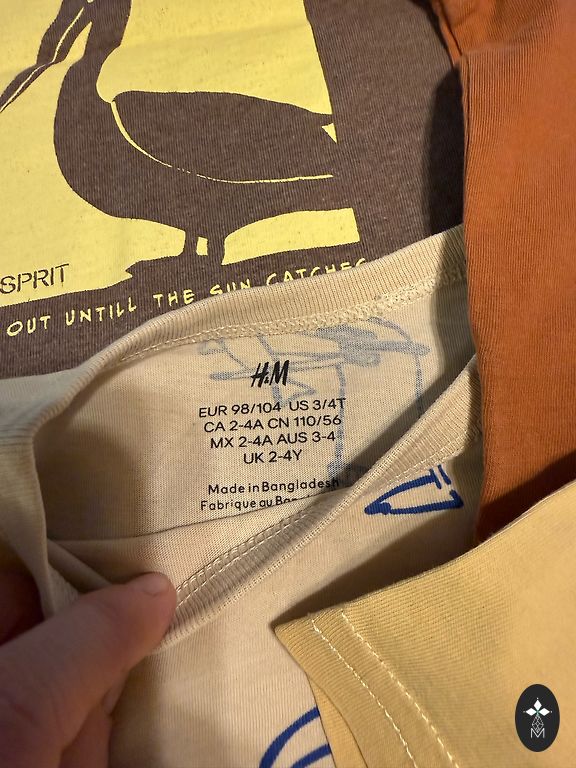 SPRIT
OUT UNTILL THE SUN CATCHES
H&M
EUR 98/104 US 3/4T
CA 2-4A CN 110/56
MX 2-4A AUS 3-4
UK 2-4Y
Made in Bangladesh
Fabrique au
M